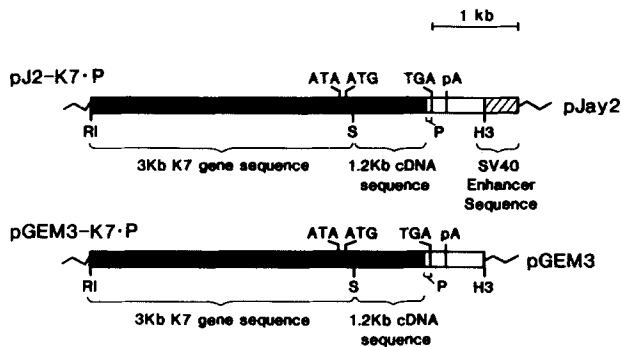 1 kb
pJ2-K7·P
ATA ATG TGA pA
pJay2
RI S P H3
3Kb K7 gene sequence
1.2Kb cDNA
sequence
SV40
Enhancer
Sequence
pGEM3-K7·P
ATA ATG TGA pA
pGEM3
RI S P H3
3Kb K7 gene sequence
1.2Kb cDNA
sequence